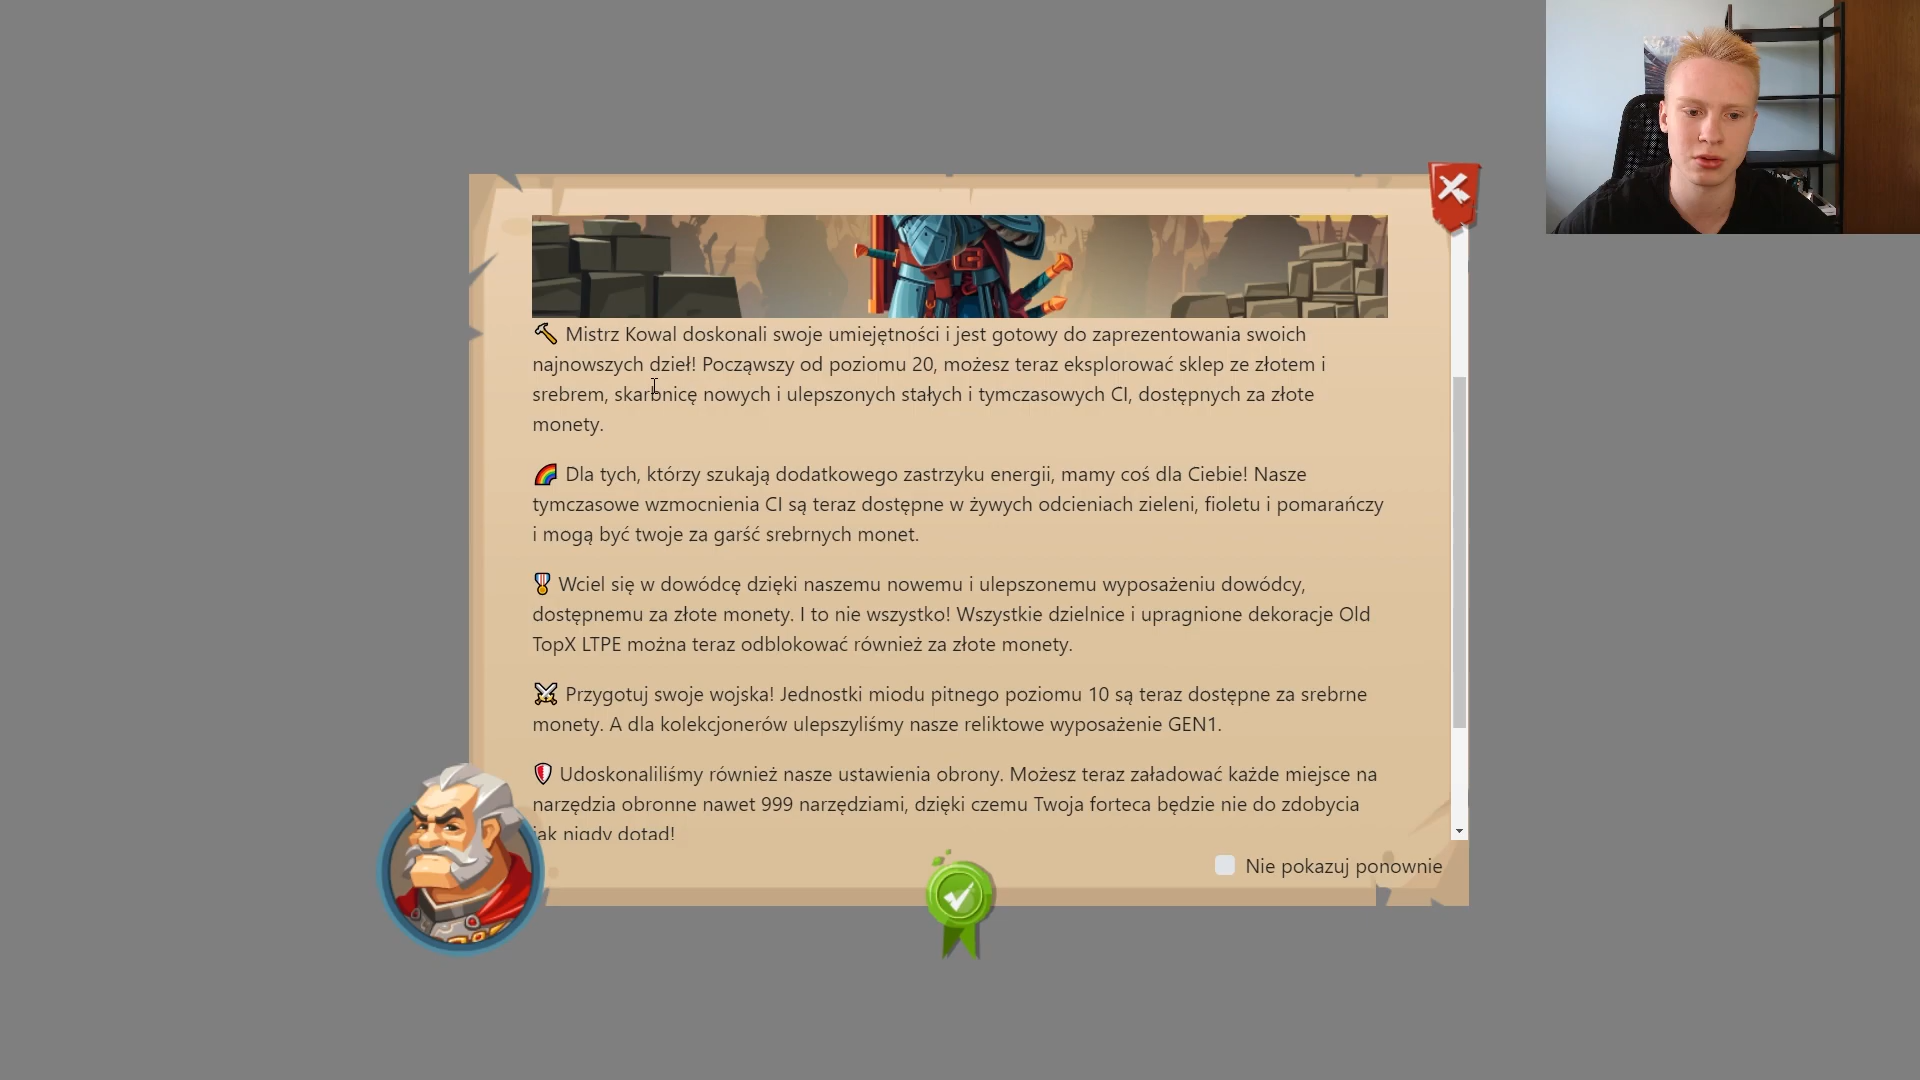 Mistrz Kowal doskonali swoje umiejętności i jest gotowy do zaprezentowania swoich
najnowszych dzieł! Począwszy od poziomu 20, możesz teraz eksplorować sklep ze złotem i
srebrem, skarbnicę nowych i ulepszonych stałych i tymczasowych CI, dostępnych za złote
monety.
Dla tych, którzy szukają dodatkowego zastrzyku energii, mamy coś dla Ciebie! Nasze
tymczasowe wzmocnienia CI są teraz dostępne w żywych odcieniach zieleni, fioletu i pomarańczy
i mogą być twoje za garść srebrnych monet.
Wciel się w dowódcę dzięki naszemu nowemu i ulepszonemu wyposażeniu dowódcy,
dostępnemu za złote monety. I to nie wszystko! Wszystkie dzielnice i upragnione dekoracje Old
TopX LTPE można teraz odblokować również za złote monety.
Przygotuj swoje wojska! Jednostki miodu pitnego poziomu 10 są teraz dostępne za srebrne
monety. A dla kolekcjonerów ulepszyliśmy nasze reliktowe wyposażenie GEN1.
Udoskonaliliśmy również nasze ustawienia obrony. Możesz teraz załadować każde miejsce na
narzędzia obronne nawet 999 narzędziami, dzięki czemu Twoja forteca będzie nie do zdobycia
jak nigdy dotąd!
Nie pokazuj ponownie